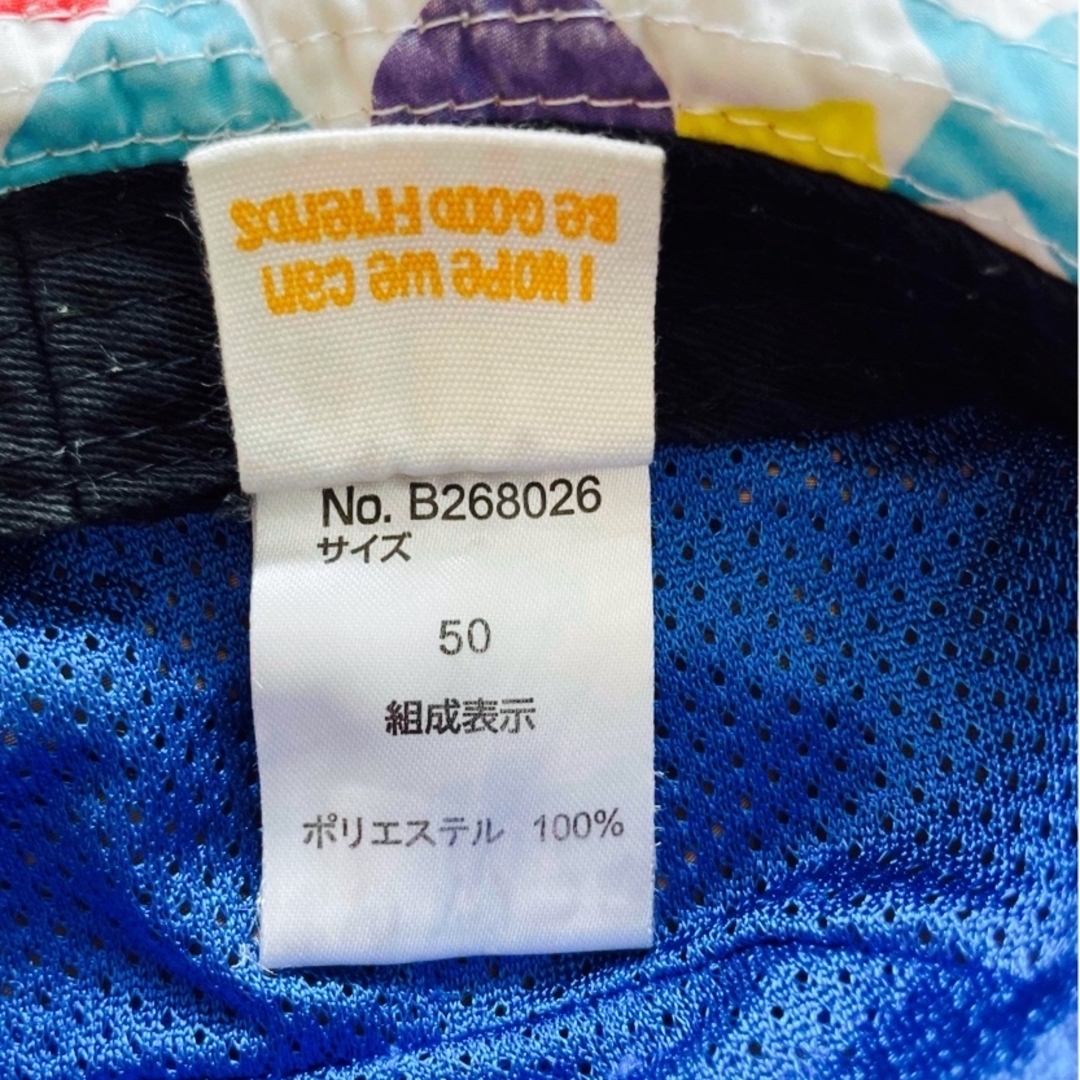 I HOPE we can
Be GOOD FrIenDS
No. B268026
サイズ
50
組成表示
ポリエステル 100%